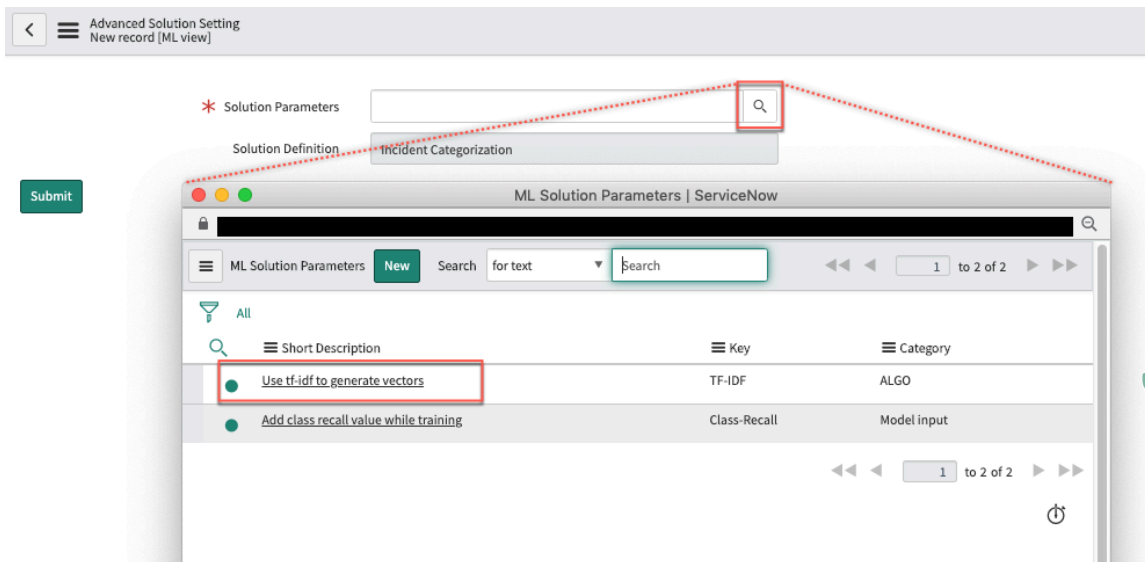 Advanced Solution Setting
New record [ML view]
Solution Parameters
Solution Definition Incident Categorization
Submit
ML Solution Parameters | ServiceNow
ML Solution Parameters New Search for text Search 1 to 2 of 2
All
Short Description Key Category
Use tf-idf to generate vectors TF-IDF ALGO
Add class recall value while training Class-Recall Model input
1 to 2 of 2